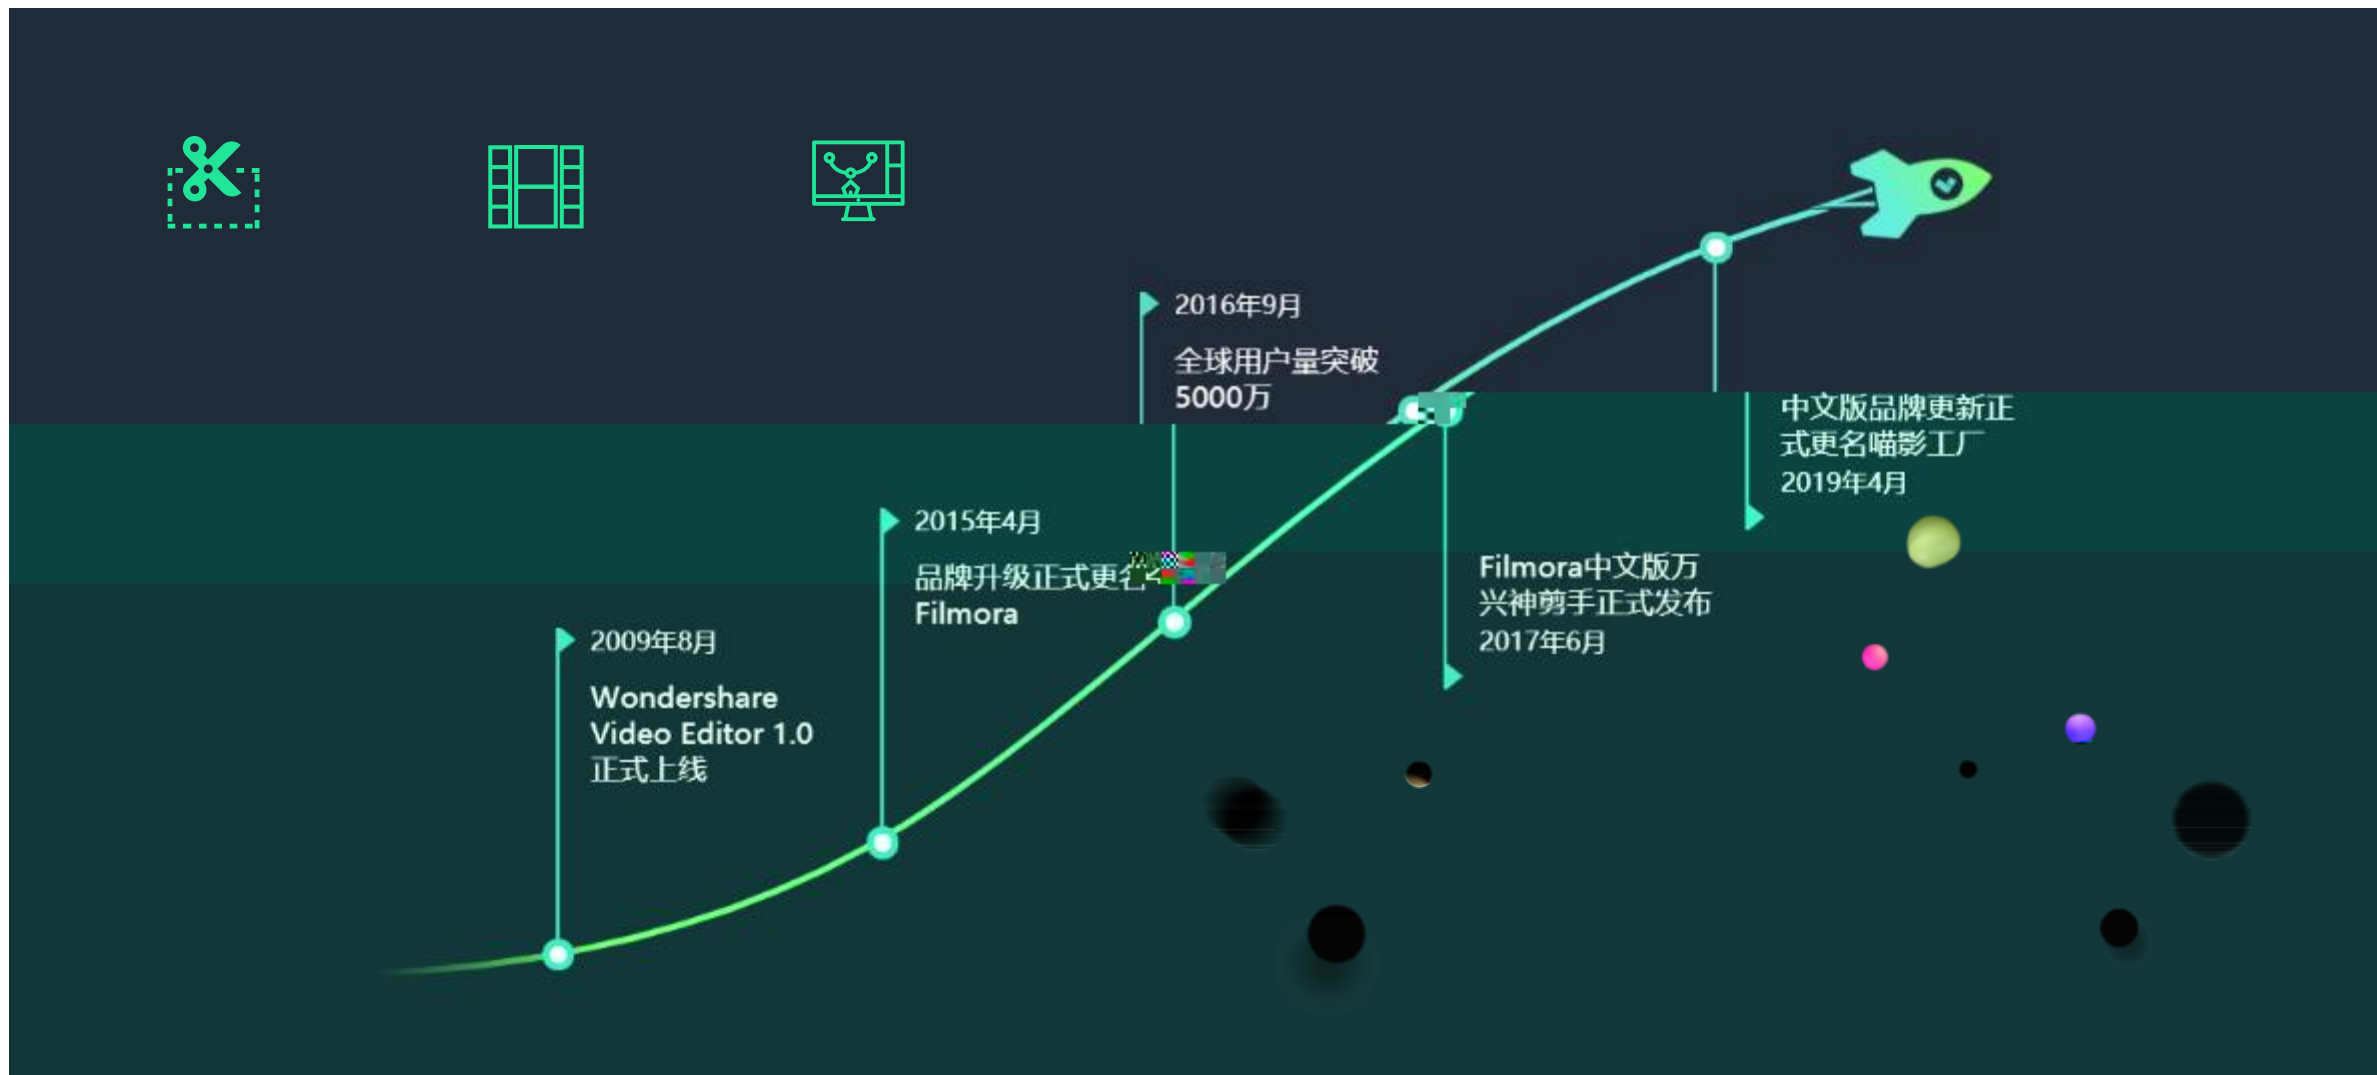 2009年8月
Wondershare
Video Editor 1.0
正式上线
2015年4月
品牌升级正式更名
Filmora
2016年9月
全球用户量突破
5000万
Filmora中文版万
兴神剪手正式发布
2017年6月
中文版品牌更新正
式更名喵影工厂
2019年4月